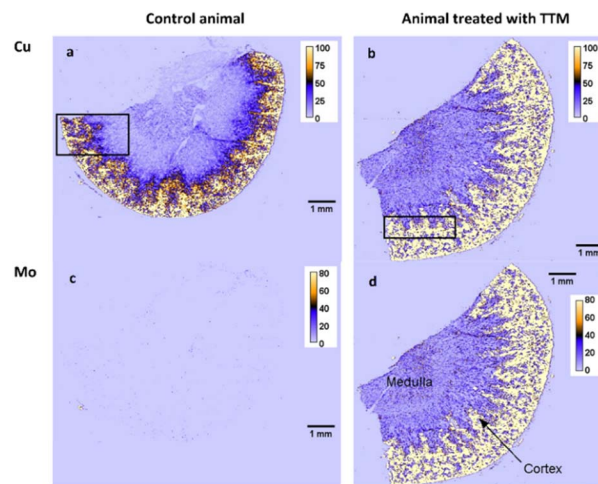 Control animal
Animal treated with TTM
Cu
a
100
75
50
25
0
1 mm
b
100
75
50
25
0
1 mm
Mo
c
80
60
40
20
0
1 mm
d
1 mm
80
60
40
20
0
Medulla
Cortex